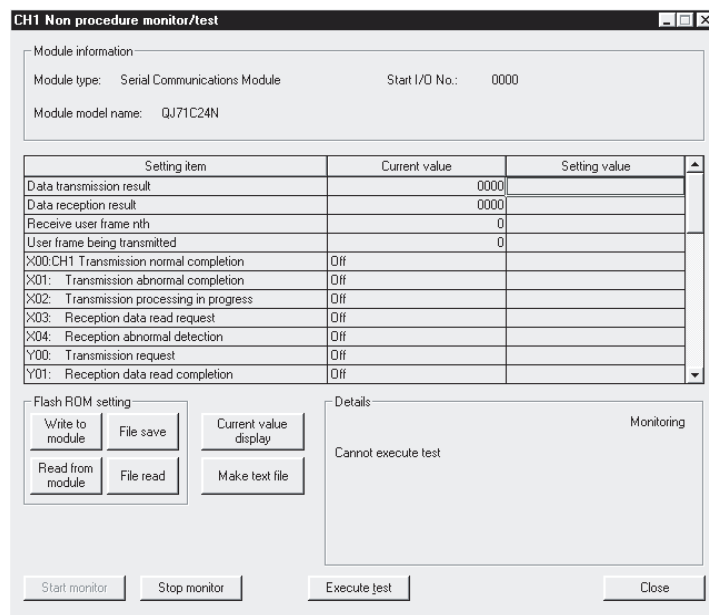 CH1 Non procedure monitor/test
Module information
Module type: Serial Communications Module Start I/O No.: 0000
Module model name: QJ71C24N
Setting item Current value Setting value
Data transmission result 0000
Data reception result 0000
Receive user frame nth 0
User frame being transmitted 0
X00:CH1 Transmission normal completion Off
X01: Transmission abnormal completion Off
X02: Transmission processing in progress Off
X03: Reception data read request Off
X04: Reception abnormal detection Off
Y00: Transmission request Off
Y01: Reception data read completion Off
Flash ROM setting
Write to
module
File save
Current value
display
Read from
module
File read
Make text file
Details
Monitoring
Cannot execute test
Start monitor Stop monitor Execute test Close